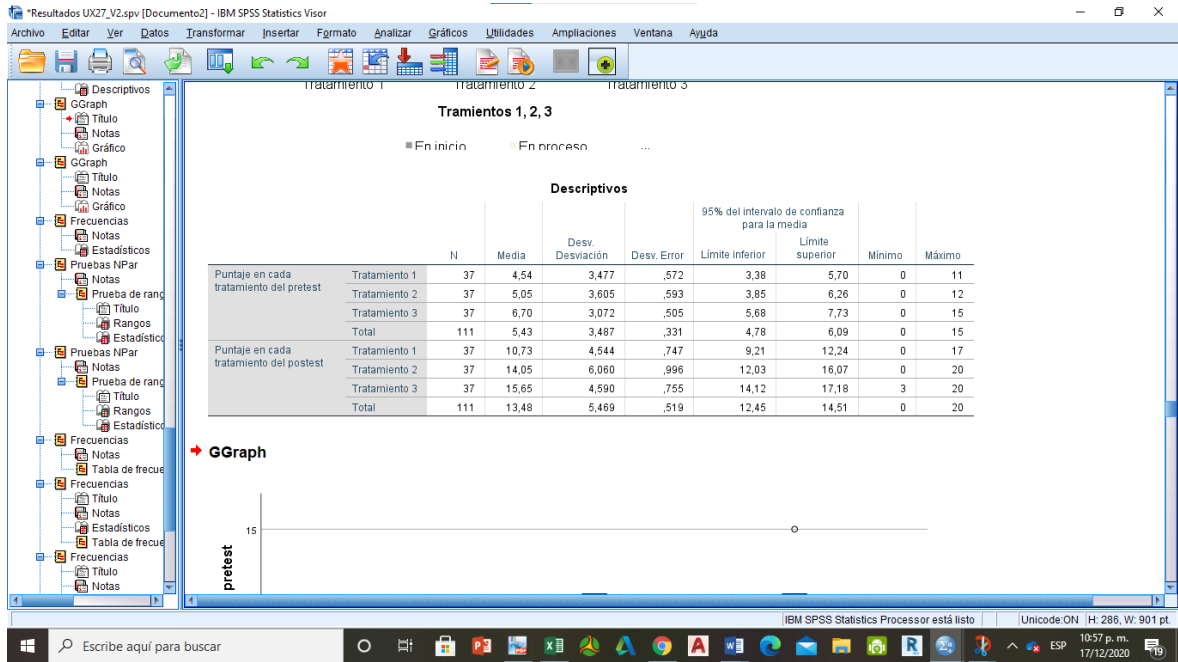 *Resultados UX27_V2.spv [Documento2] - IBM SPSS Statistics Visor
Archivo Editar Ver Datos Transformar Insertar Formato Analizar Gráficos Utilidades Ampliaciones Ventana Ayuda
Descriptivos
GGraph
Título
Notas
Gráfico
GGraph
Título
Notas
Gráfico
Frecuencias
Notas
Estadísticos
Pruebas NPar
Notas
Prueba de rang
Título
Rangos
Estadístico
Pruebas NPar
Notas
Prueba de rang
Título
Rangos
Estadístico
Frecuencias
Notas
Tabla de frecue
Frecuencias
Título
Notas
Estadísticos
Tabla de frecue
Frecuencias
Título
Notas
Tratamiento 1 Tratamiento 2 Tratamiento 3
Tramientos 1, 2, 3
En inicio En proceso ...
Descriptivos
95% del intervalo de confianza
para la media
N Media Desv. Desviación Desv. Error Límite inferior Límite superior Mínimo Máximo
Puntaje en cada tratamiento del pretest Tratamiento 1 37 4,54 3,477 ,572 3,38 5,70 0 11
Tratamiento 2 37 5,05 3,605 ,593 3,85 6,26 0 12
Tratamiento 3 37 6,70 3,072 ,505 5,68 7,73 0 15
Total 111 5,43 3,487 ,331 4,78 6,09 0 15
Puntaje en cada tratamiento del postest Tratamiento 1 37 10,73 4,544 ,747 9,21 12,24 0 17
Tratamiento 2 37 14,05 6,060 ,996 12,03 16,07 0 20
Tratamiento 3 37 15,65 4,590 ,755 14,12 17,18 3 20
Total 111 13,48 5,469 ,519 12,45 14,51 0 20
GGraph
15
pretest
IBM SPSS Statistics Processor está listo Unicode:ON H: 286, W: 901 pt.
Escribe aquí para buscar
ESP
10:57 p. m.
17/12/2020
19